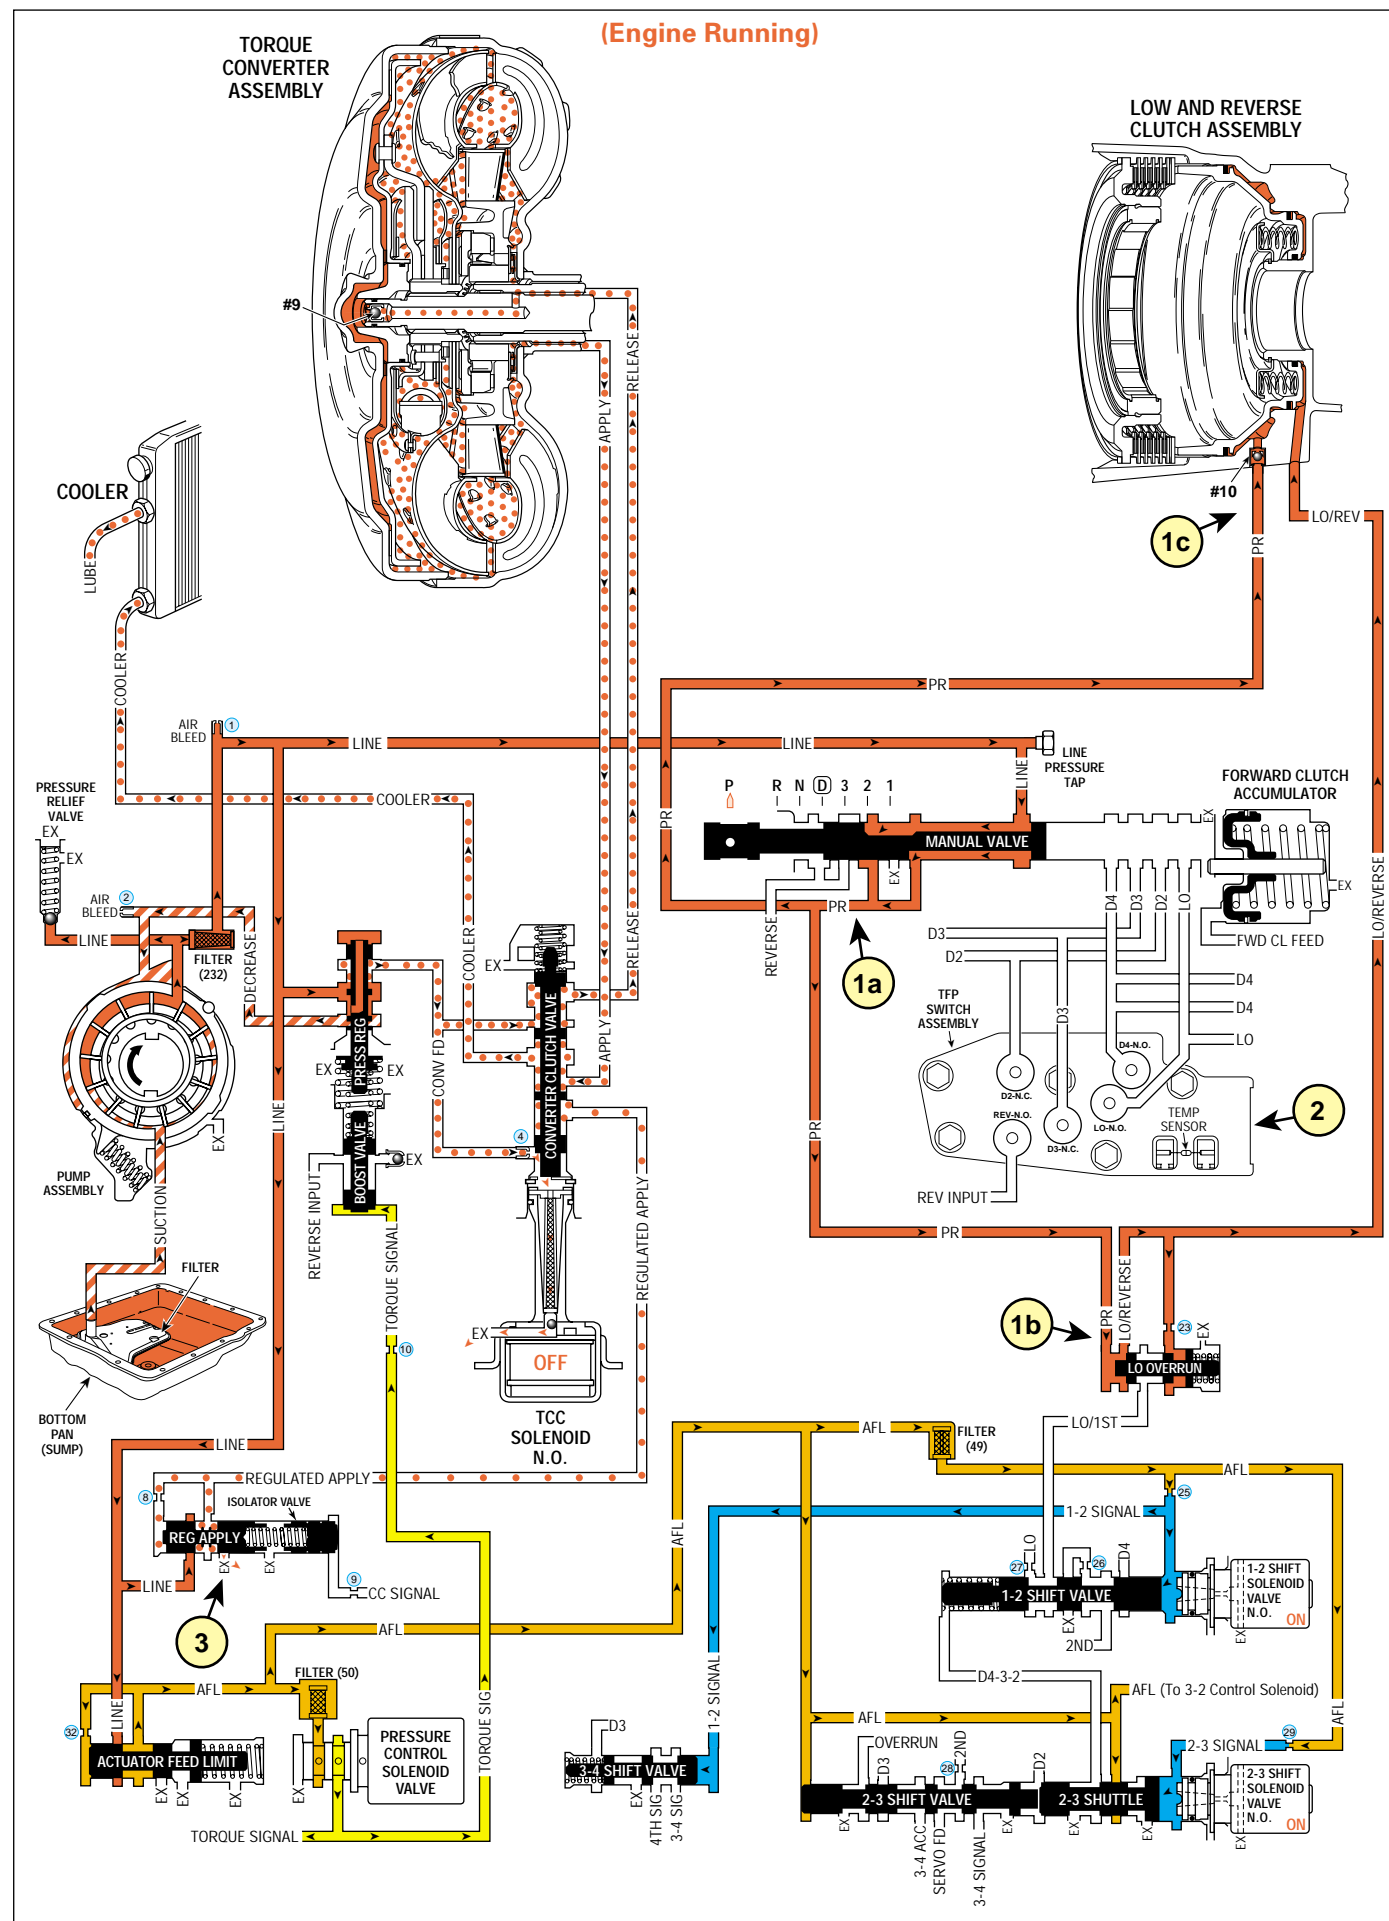 (Engine Running)
TORQUE
CONVERTER
ASSEMBLY
LOW AND REVERSE
CLUTCH ASSEMBLY
#9
RELEASE
APPLY
COOLER
LUBE
COOLER
#10
1c
LO/REV
PR
PR
AIR
BLEED
1
LINE
LINE
LINE
LINE
PRESSURE
TAP
PRESSURE
RELIEF
VALVE
EX
EX
COOLER
PR
P
R
N
D
3
2
1
MANUAL VALVE
EX
FORWARD CLUTCH
ACCUMULATOR
EX
EX
LO/REVERSE
AIR
BLEED
2
LINE
FILTER
(232)
DECREASE
PR
REVERSE
1a
D4
D3
D2
LO
D3
D2
FWD CL FEED
D4
D4
LO
EX
COOLER
RELEASE
PRESS REG
CONV FD
CONVERTER CLUTCH VALVE
APPLY
TFP
SWITCH
ASSEMBLY
D3
D4-N.O.
D2-N.C.
REV-N.O.
D3-N.C.
LO-N.O.
TEMP
SENSOR
2
REV INPUT
EX
EX
EX
PUMP
ASSEMBLY
SUCTION
LINE
BOOST VALVE
EX
4
REVERSE INPUT
TORQUE SIGNAL
REGULATED APPLY
PR
PR
FILTER
BOTTOM
PAN
(SUMP)
10
EX
OFF
TCC
SOLENOID
N.O.
1b
PR
LO/REVERSE
23
EX
LO OVERRUN
LO/1ST
LINE
AFL
FILTER
(49)
AFL
REGULATED APPLY
8
ISOLATOR VALVE
REG APPLY
EX
EX
LINE
9
CC SIGNAL
3
AFL
1-2 SIGNAL
25
27
LO
26
D4
1-2 SHIFT VALVE
EX
2ND
1-2 SHIFT
SOLENOID
VALVE
N.O.
ON
EX
AFL
FILTER (50)
AFL
LINE
32
ACTUATOR FEED LIMIT
EX
EX
EX
EX
PRESSURE
CONTROL
SOLENOID
VALVE
TORQUE SIG
TORQUE SIGNAL
1-2 SIGNAL
D3
3-4 SHIFT VALVE
EX
4TH SIG
3-4 SIG
D4-3-2
AFL (To 3-2 Control Solenoid)
AFL
AFL
29
2-3 SIGNAL
OVERRUN
D3
28
2ND
D2
2-3 SHIFT VALVE
2-3 SHUTTLE
EX
3-4 ACC
SERVO FD
3-4 SIGNAL
EX
EX
EX
2-3 SHIFT
SOLENOID
VALVE
N.O.
ON
EX